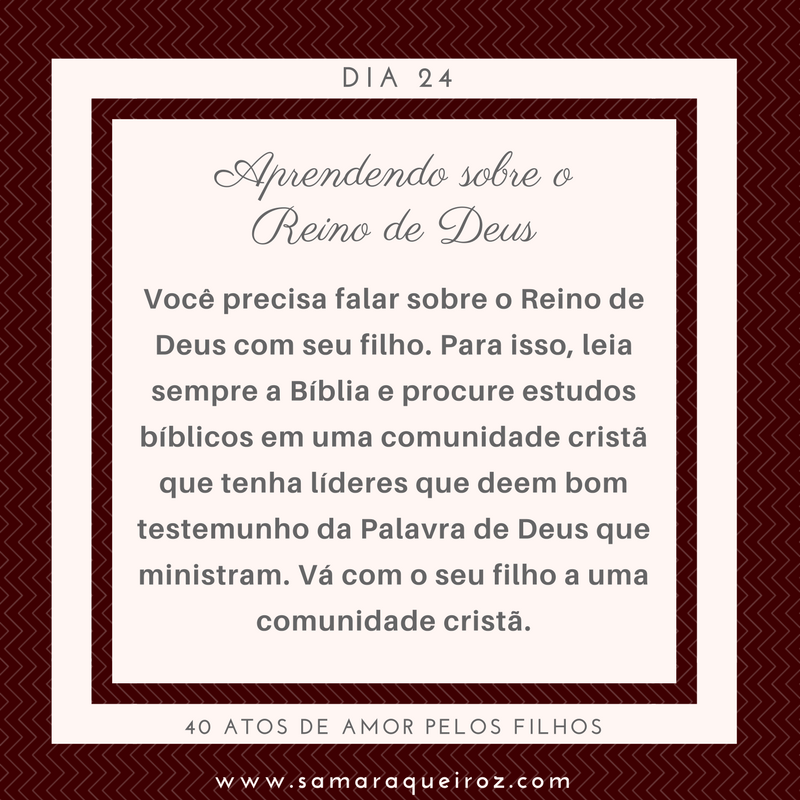 DIA 24
Aprendendo sobre o
Reino de Deus
Você precisa falar sobre o Reino de
Deus com seu filho. Para isso, leia
sempre a Bíblia e procure estudos
bíblicos em uma comunidade cristã
que tenha líderes que deem bom
testemunho da Palavra de Deus que
ministram. Vá com o seu filho a uma
comunidade cristã.
40 ATOS DE AMOR PELOS FILHOS
www.samaraqueiroz.com